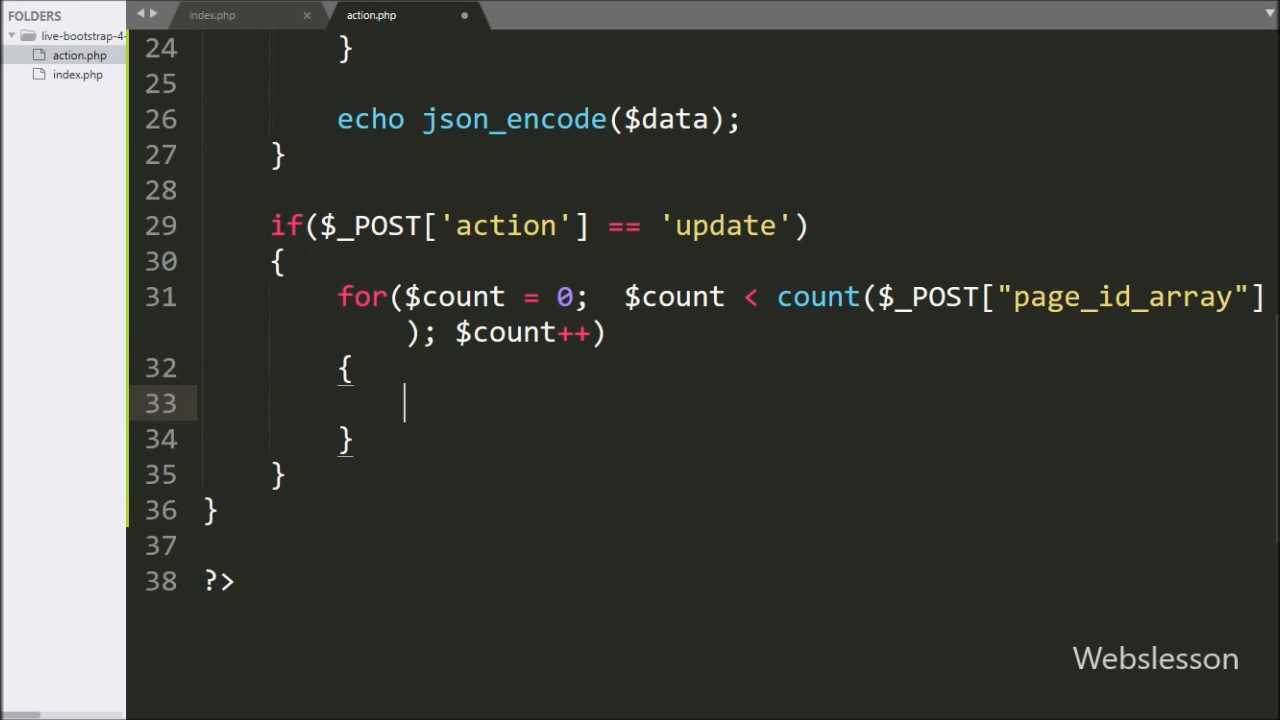 FOLDERS
live-bootstrap-4-
action.php
index.php
index.php × action.php
24 }
25
26 echo json_encode($data);
27 }
28
29 if($_POST['action'] == 'update')
30 {
31 for($count = 0;  $count < count($_POST["page_id_array"]
); $count++)
32 {
33
34 }
35 }
36 }
37
38 ?>
Webslesson